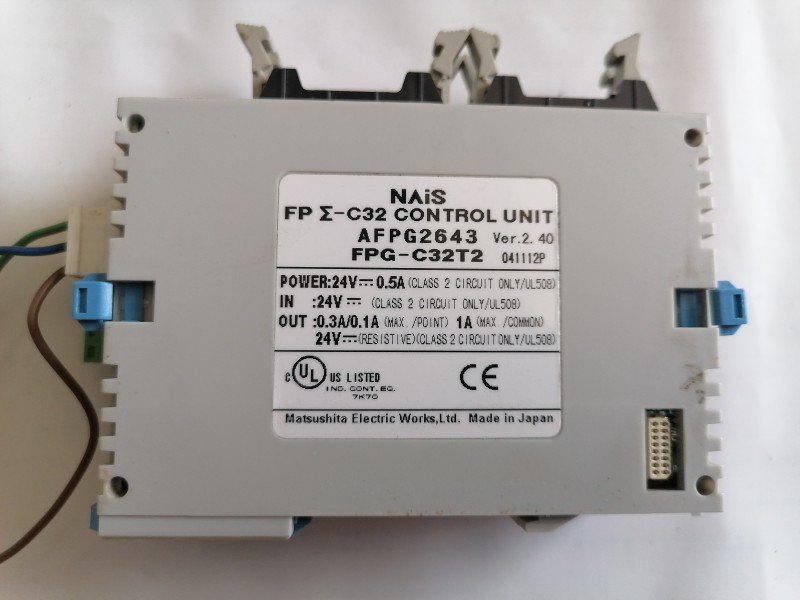 NAiS
FP Σ-C32 CONTROL UNIT
AFPG2643 Ver.2.40
FPG-C32T2 041112P
POWER:24V⎓0.5A(CLASS 2 CIRCUIT ONLY/UL508)
IN :24V⎓ (CLASS 2 CIRCUIT ONLY/UL508)
OUT :0.3A/0.1A (MAX./POINT) 1A (MAX./COMMON)
24V⎓(RESISTIVE)(CLASS 2 CIRCUIT ONLY/UL508)
c UL US LISTED CE
IND. CONT. EQ.
7K70
Matsushita Electric Works,Ltd. Made in Japan